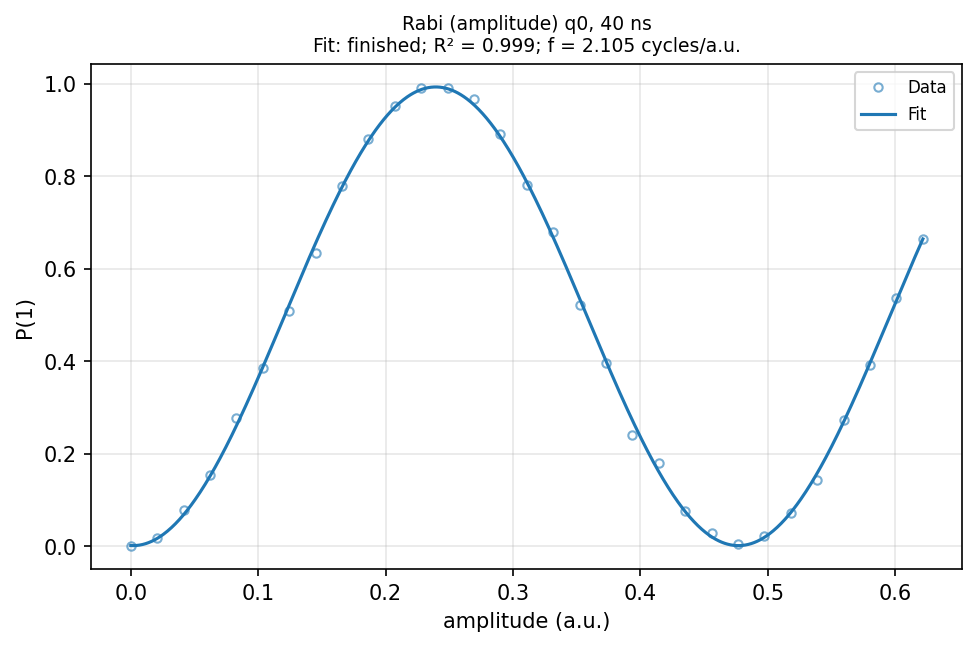 Rabi (amplitude) q0, 40 ns
Fit: finished; R² = 0.999; f = 2.105 cycles/a.u.
Data
Fit
1.0
0.8
0.6
0.4
0.2
0.0
P(1)
0.0 0.1 0.2 0.3 0.4 0.5 0.6
amplitude (a.u.)